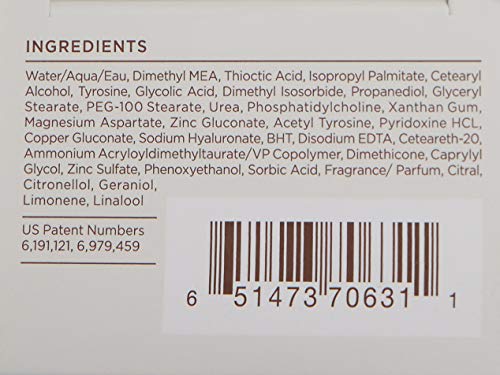 INGREDIENTS
Water/Aqua/Eau, Dimethyl MEA, Thioctic Acid, Isopropyl Palmitate, Cetearyl
Alcohol, Tyrosine, Glycolic Acid, Dimethyl Isosorbide, Propanediol, Glyceryl
Stearate, PEG-100 Stearate, Urea, Phosphatidylcholine, Xanthan Gum,
Magnesium Aspartate, Zinc Gluconate, Acetyl Tyrosine, Pyridoxine HCL,
Copper Gluconate, Sodium Hyaluronate, BHT, Disodium EDTA, Ceteareth-20,
Ammonium Acryloyldimethyltaurate/VP Copolymer, Dimethicone, Caprylyl
Glycol, Zinc Sulfate, Phenoxyethanol, Sorbic Acid, Fragrance/ Parfum, Citral,
Citronellol, Geraniol,
Limonene, Linalool
US Patent Numbers
6,191,121, 6,979,459
6 51473 70631 1